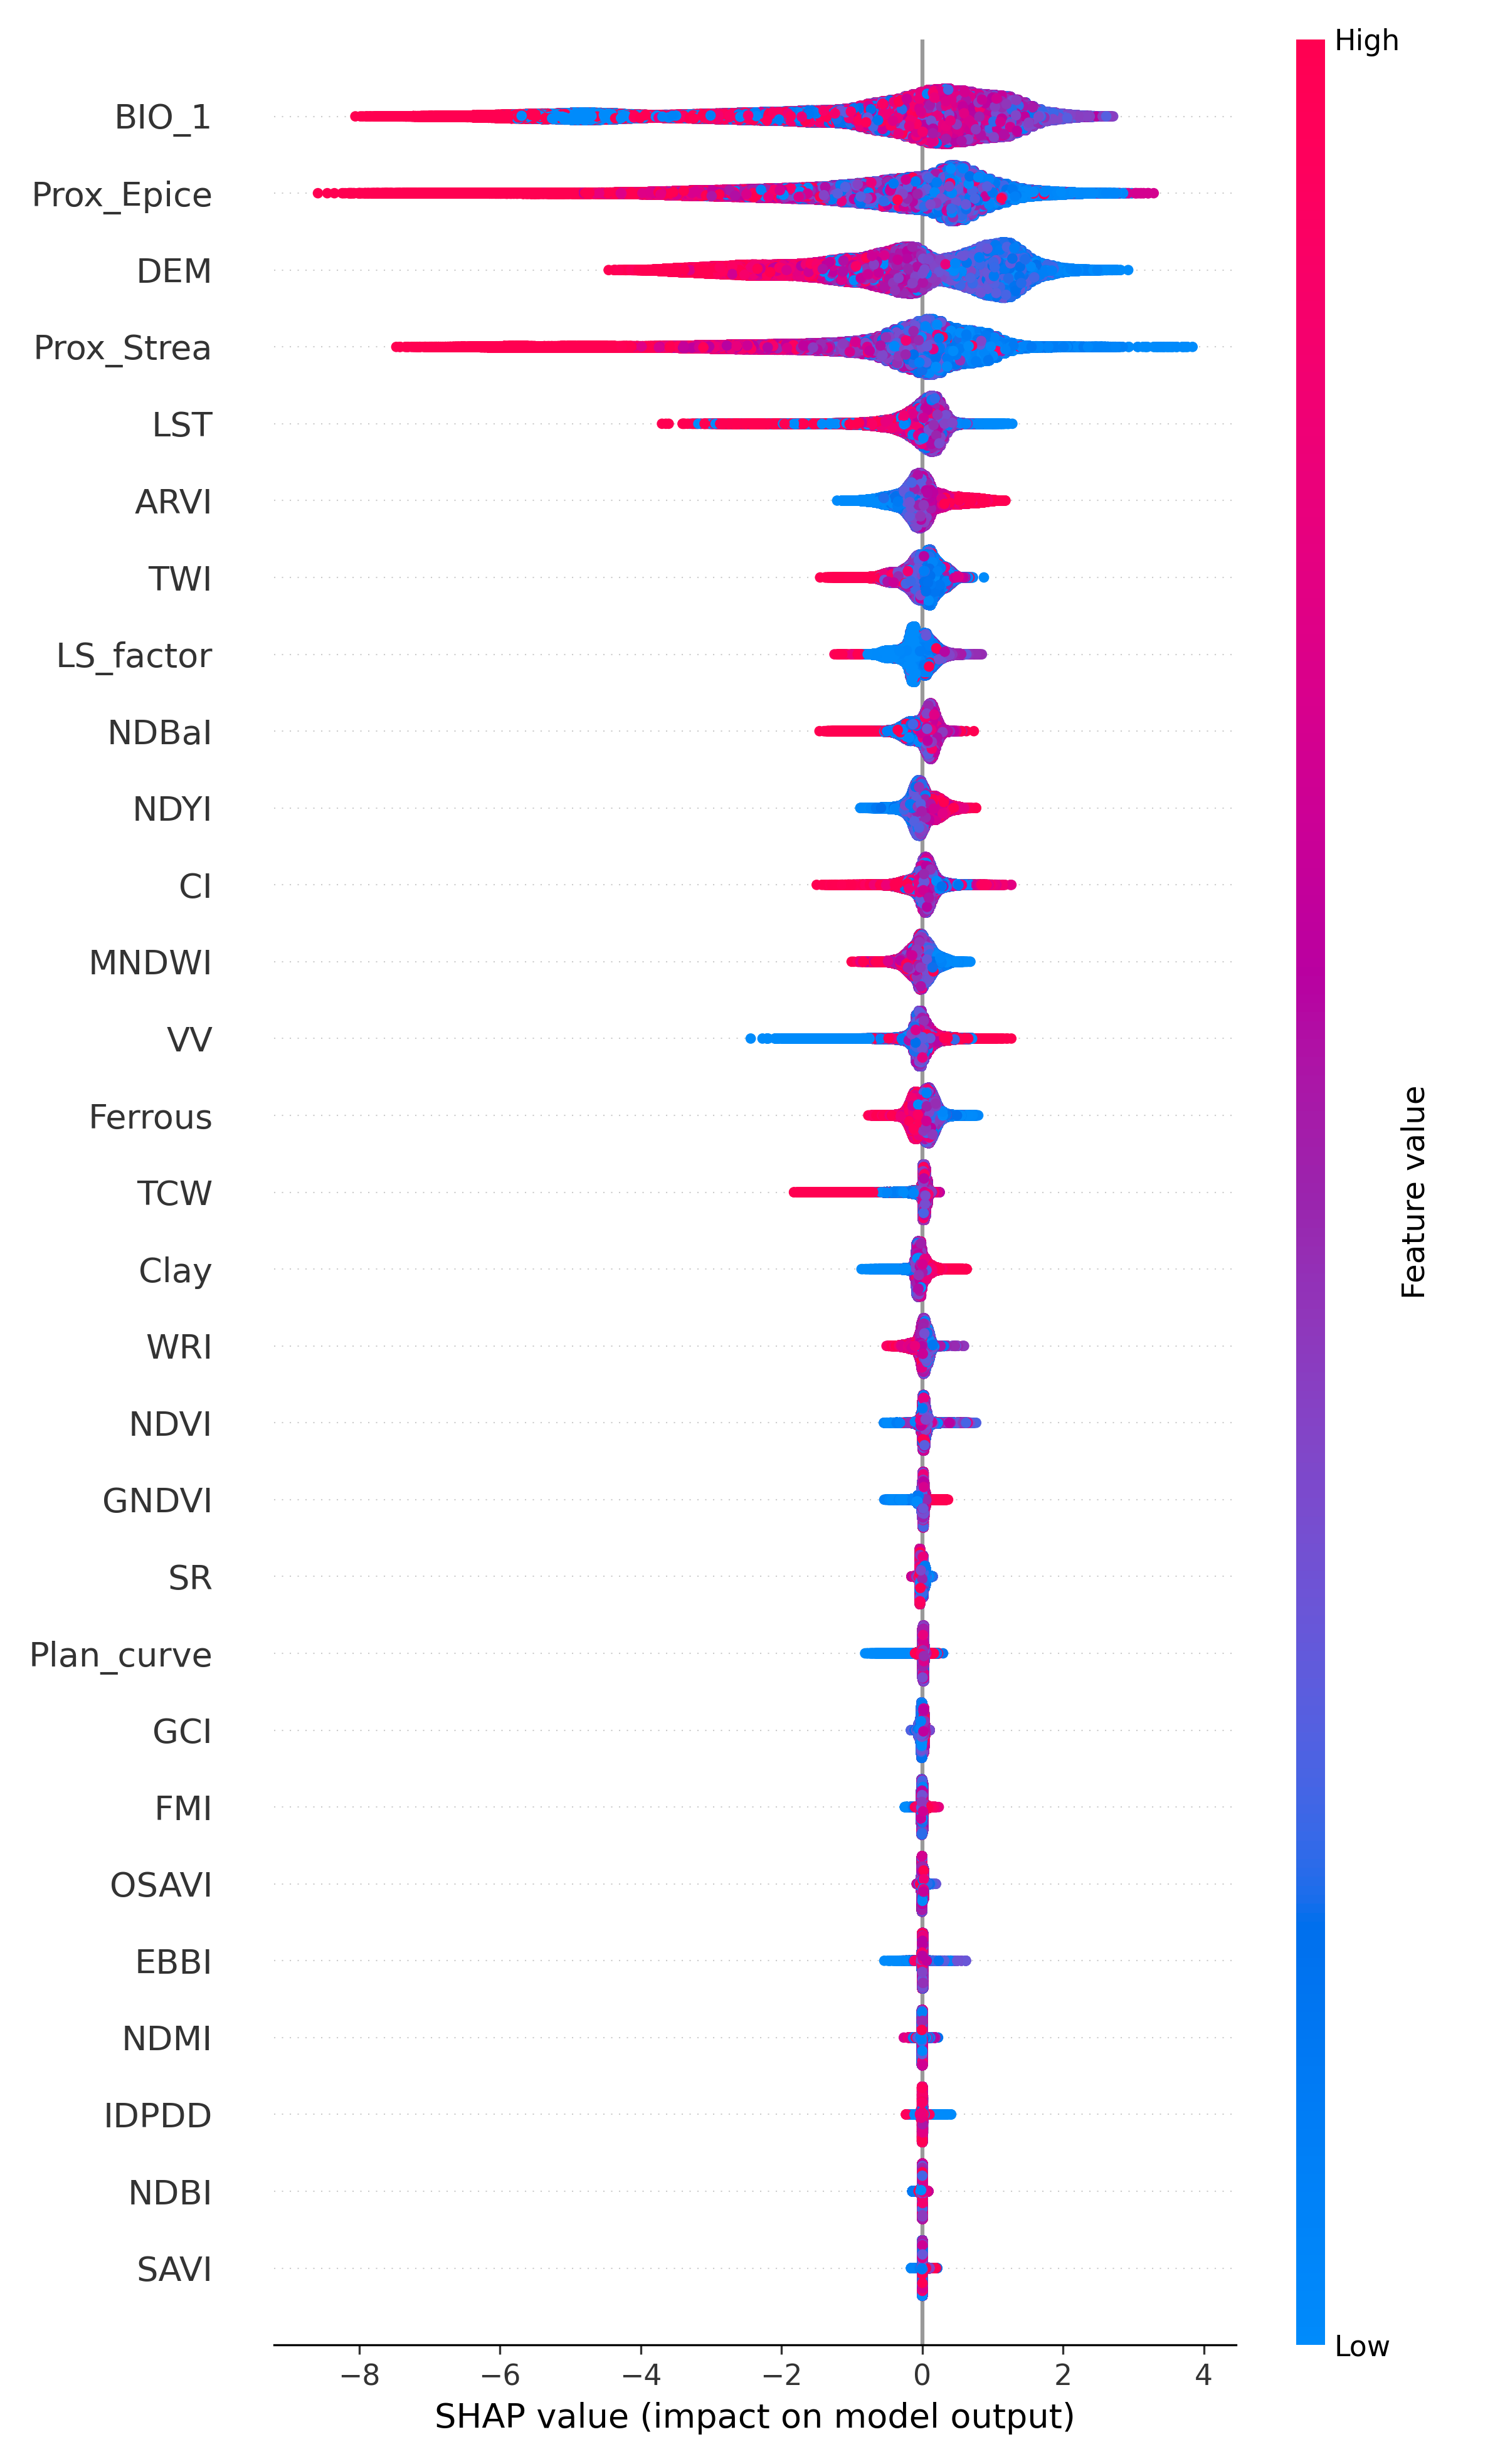 High
BIO_1
Prox_Epice
DEM
Prox_Strea
LST
ARVI
TWI
LS_factor
NDBaI
NDYI
CI
MNDWI
VV
Ferrous
TCW
Clay
WRI
NDVI
GNDVI
SR
Plan_curve
GCI
FMI
OSAVI
EBBI
NDMI
IDPDD
NDBI
SAVI
Feature value
Low
−8 −6 −4 −2 0 2 4
SHAP value (impact on model output)